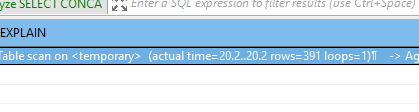 yze SELECT CONCA Enter a SQL expression to filter results (use Ctrl+Space)
EXPLAIN
Table scan on <temporary>  (actual time=20.2..20.2 rows=391 loops=1)¶    -> Ag